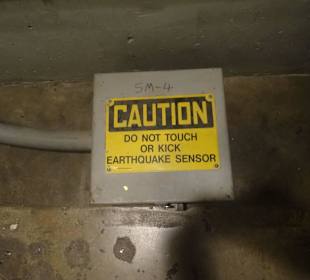 SM-4
CAUTION
DO NOT TOUCH
OR KICK
EARTHQUAKE SENSOR